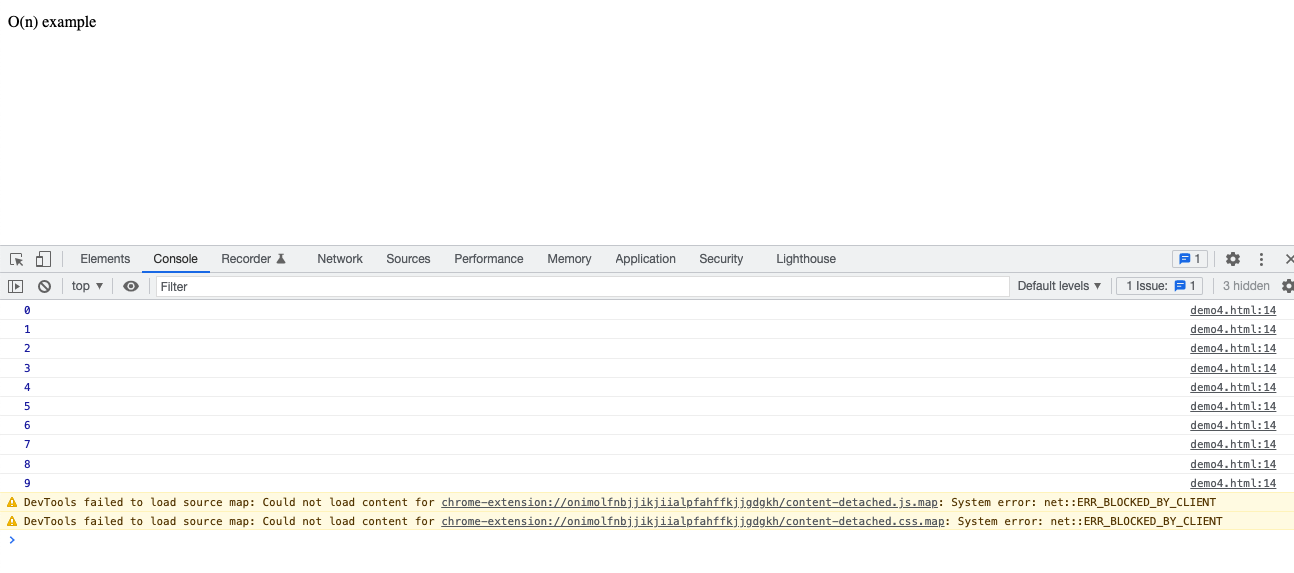 O(n) example
Elements Console Recorder Network Sources Performance Memory Application Security Lighthouse 1
top Filter Default levels 1 Issue: 1 3 hidden
0 demo4.html:14
1 demo4.html:14
2 demo4.html:14
3 demo4.html:14
4 demo4.html:14
5 demo4.html:14
6 demo4.html:14
7 demo4.html:14
8 demo4.html:14
9 demo4.html:14
DevTools failed to load source map: Could not load content for chrome-extension://onimolfnbjjikjiiialpfahffkjjgdgkh/content-detached.js.map: System error: net::ERR_BLOCKED_BY_CLIENT
DevTools failed to load source map: Could not load content for chrome-extension://onimolfnbjjikjiiialpfahffkjjgdgkh/content-detached.css.map: System error: net::ERR_BLOCKED_BY_CLIENT